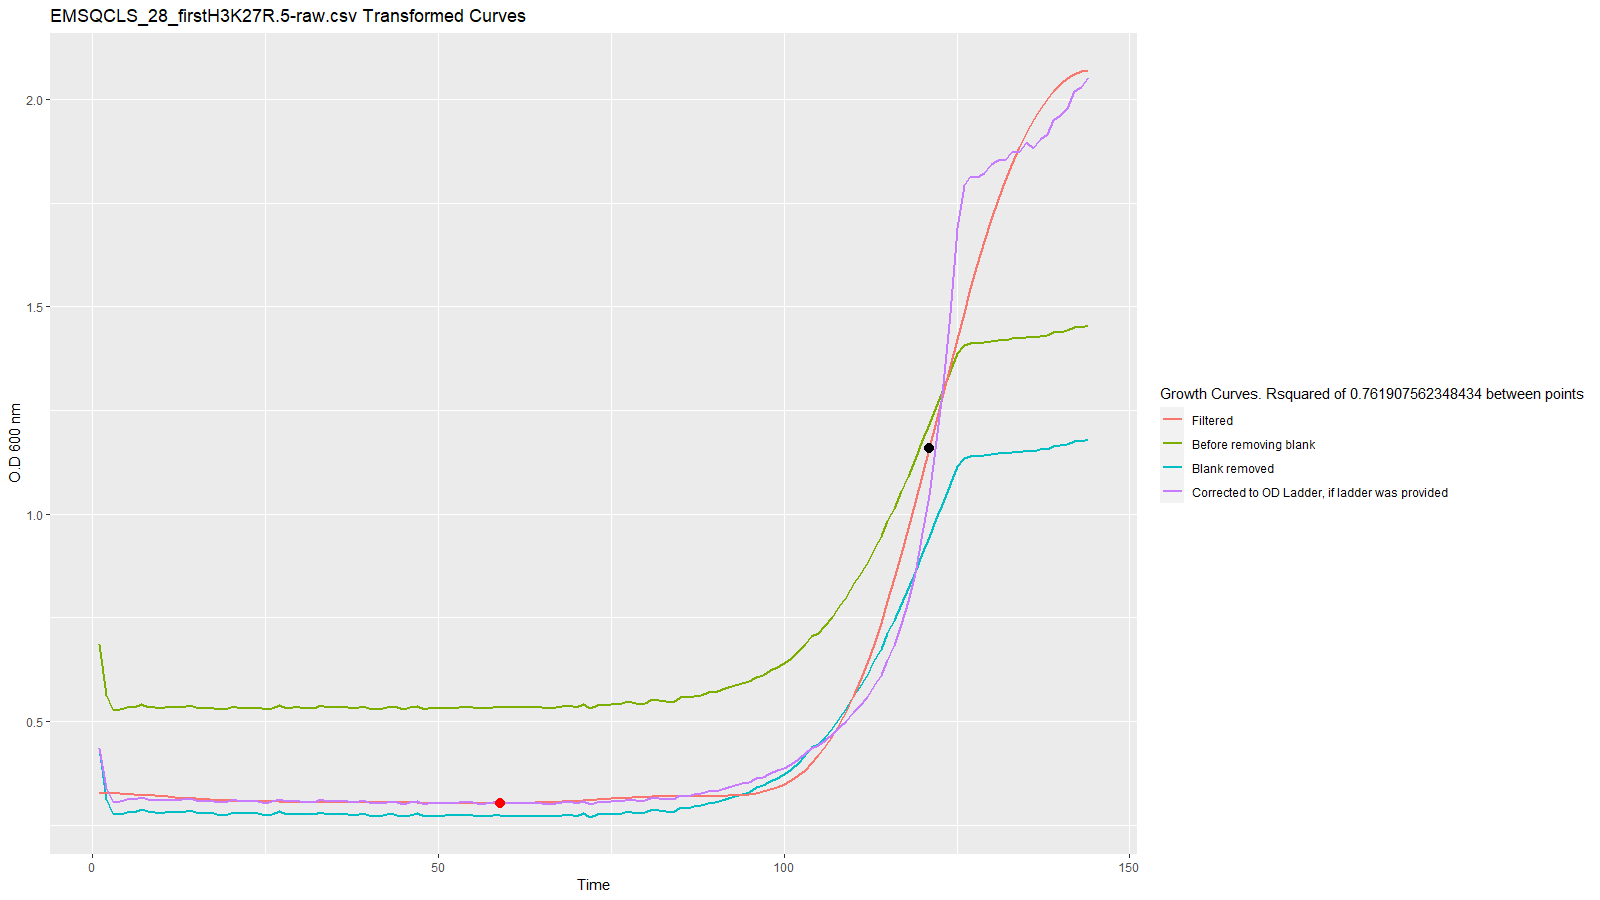 EMSQCLS_28_firstH3K27R.5-raw.csv Transformed Curves
O.D 600 nm
2.0
1.5
1.0
0.5
0
50
100
150
Time
Growth Curves. Rsquared of 0.761907562348434 between points
Filtered
Before removing blank
Blank removed
Corrected to OD Ladder, if ladder was provided